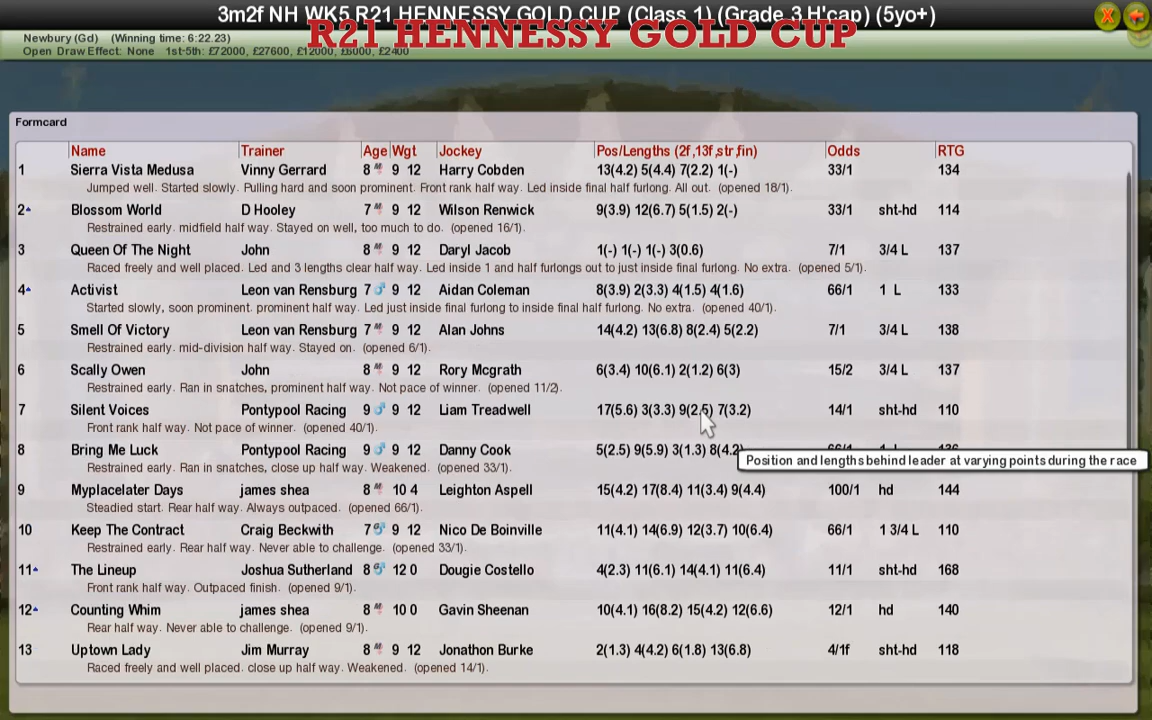 3m2f NH WK5 R21 HENNESSY GOLD CUP (Class 1) (Grade 3 H'cap) (5yo+)
R21 HENNESSY GOLD CUP
Newbury (Gd) (Winning time: 6:22.23)
Open Draw Effect: None 1st-5th: £72000, £27600, £12000, £6000, £2400
Formcard
Name Trainer Age Wgt Jockey Pos/Lengths (2f,13f,str,fin) Odds RTG
1 Sierra Vista Medusa Vinny Gerrard 8 9 12 Harry Cobden 13(4.2) 5(4.4) 7(2.2) 1(-) 33/1 134
Jumped well. Started slowly. Pulling hard and soon prominent. Front rank half way. Led inside final half furlong. All out. (opened 18/1).
2 Blossom World D Hooley 7 9 12 Wilson Renwick 9(3.9) 12(6.7) 5(1.5) 2(-) 33/1 sht-hd 114
Restrained early. midfield half way. Stayed on well, too much to do. (opened 16/1).
3 Queen Of The Night John 8 9 12 Daryl Jacob 1(-) 1(-) 1(-) 3(0.6) 7/1 3/4 L 137
Raced freely and well placed. Led and 3 lengths clear half way. Led inside 1 and half furlongs out to just inside final furlong. No extra. (opened 5/1).
4 Activist Leon van Rensburg 7 9 12 Aidan Coleman 8(3.9) 2(3.3) 4(1.5) 4(1.6) 66/1 1 L 133
Started slowly, soon prominent. prominent half way. Led just inside final furlong to inside final half furlong. No extra. (opened 40/1).
5 Smell Of Victory Leon van Rensburg 7 9 12 Alan Johns 14(4.2) 13(6.8) 8(2.4) 5(2.2) 7/1 3/4 L 138
Restrained early. mid-division half way. Stayed on. (opened 6/1).
6 Scally Owen John 8 9 12 Rory Mcgrath 6(3.4) 10(6.1) 2(1.2) 6(3) 15/2 3/4 L 137
Restrained early. Ran in snatches, prominent half way. Not pace of winner. (opened 11/2).
7 Silent Voices Pontypool Racing 9 9 12 Liam Treadwell 17(5.6) 3(3.3) 9(2.5) 7(3.2) 14/1 sht-hd 110
Front rank half way. Not pace of winner. (opened 40/1).
8 Bring Me Luck Pontypool Racing 9 9 12 Danny Cook 5(2.5) 9(5.9) 3(1.3) 8(4.2)
Position and lengths behind leader at varying points during the race
Restrained early. Ran in snatches, close up half way. Weakened. (opened 33/1).
9 Myplacelater Days james shea 8 10 4 Leighton Aspell 15(4.2) 17(8.4) 11(3.4) 9(4.4) 100/1 hd 144
Steadied start. Rear half way. Always outpaced. (opened 66/1).
10 Keep The Contract Craig Beckwith 7 9 12 Nico De Boinville 11(4.1) 14(6.9) 12(3.7) 10(6.4) 66/1 1 3/4 L 110
Restrained early. Rear half way. Never able to challenge. (opened 33/1).
11 The Lineup Joshua Sutherland 8 12 0 Dougie Costello 4(2.3) 11(6.1) 14(4.1) 11(6.4) 11/1 sht-hd 168
Front rank half way. Outpaced finish. (opened 9/1).
12 Counting Whim james shea 8 10 0 Gavin Sheenan 10(4.1) 16(8.2) 15(4.2) 12(6.6) 12/1 hd 140
Rear half way. Never able to challenge. (opened 9/1).
13 Uptown Lady Jim Murray 8 9 12 Jonathon Burke 2(1.3) 4(4.2) 6(1.8) 13(6.8) 4/1f sht-hd 118
Raced freely and well placed. close up half way. Weakened. (opened 14/1).